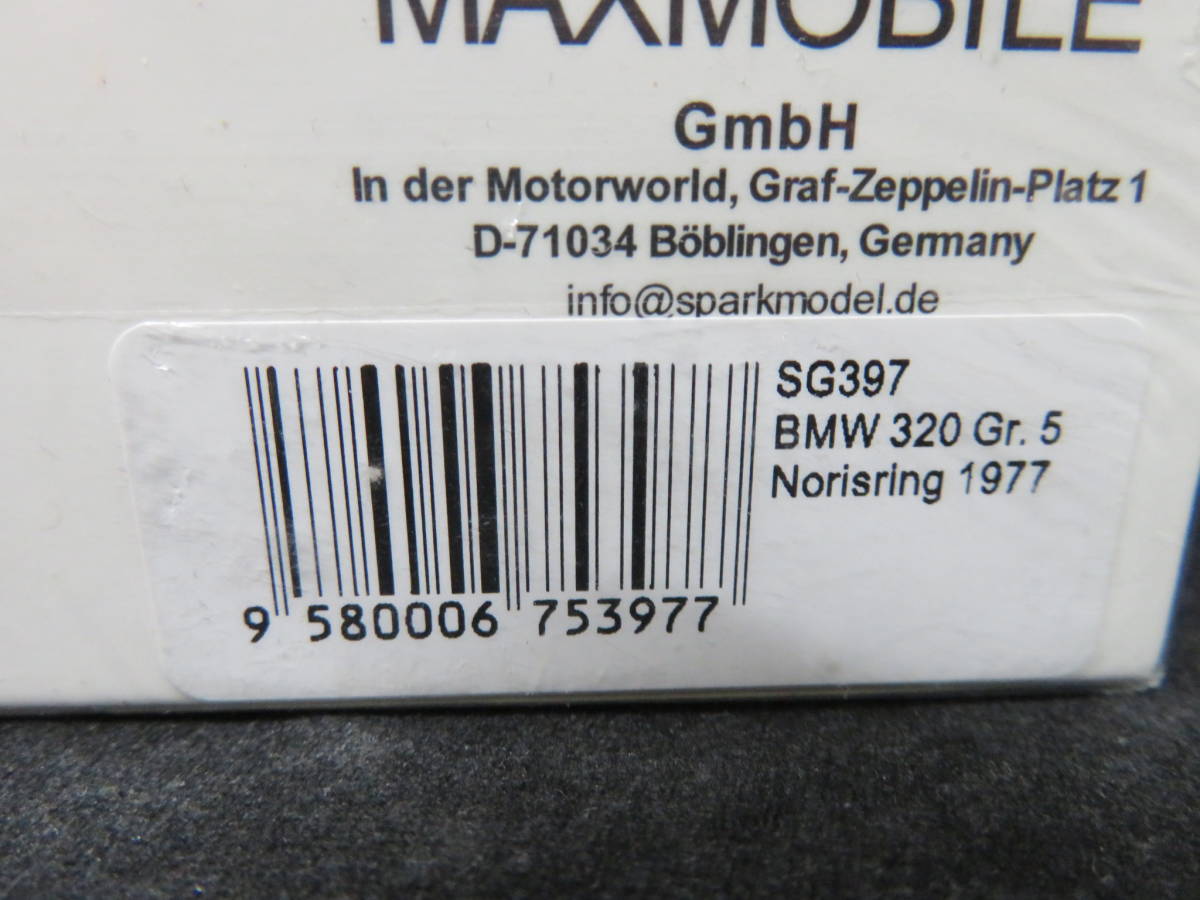 MAXMOBILE
GmbH
In der Motorworld, Graf-Zeppelin-Platz 1
D-71034 Böblingen, Germany
info@sparkmodel.de
SG397
BMW 320 Gr. 5
Norisring 1977
9 580006 753977